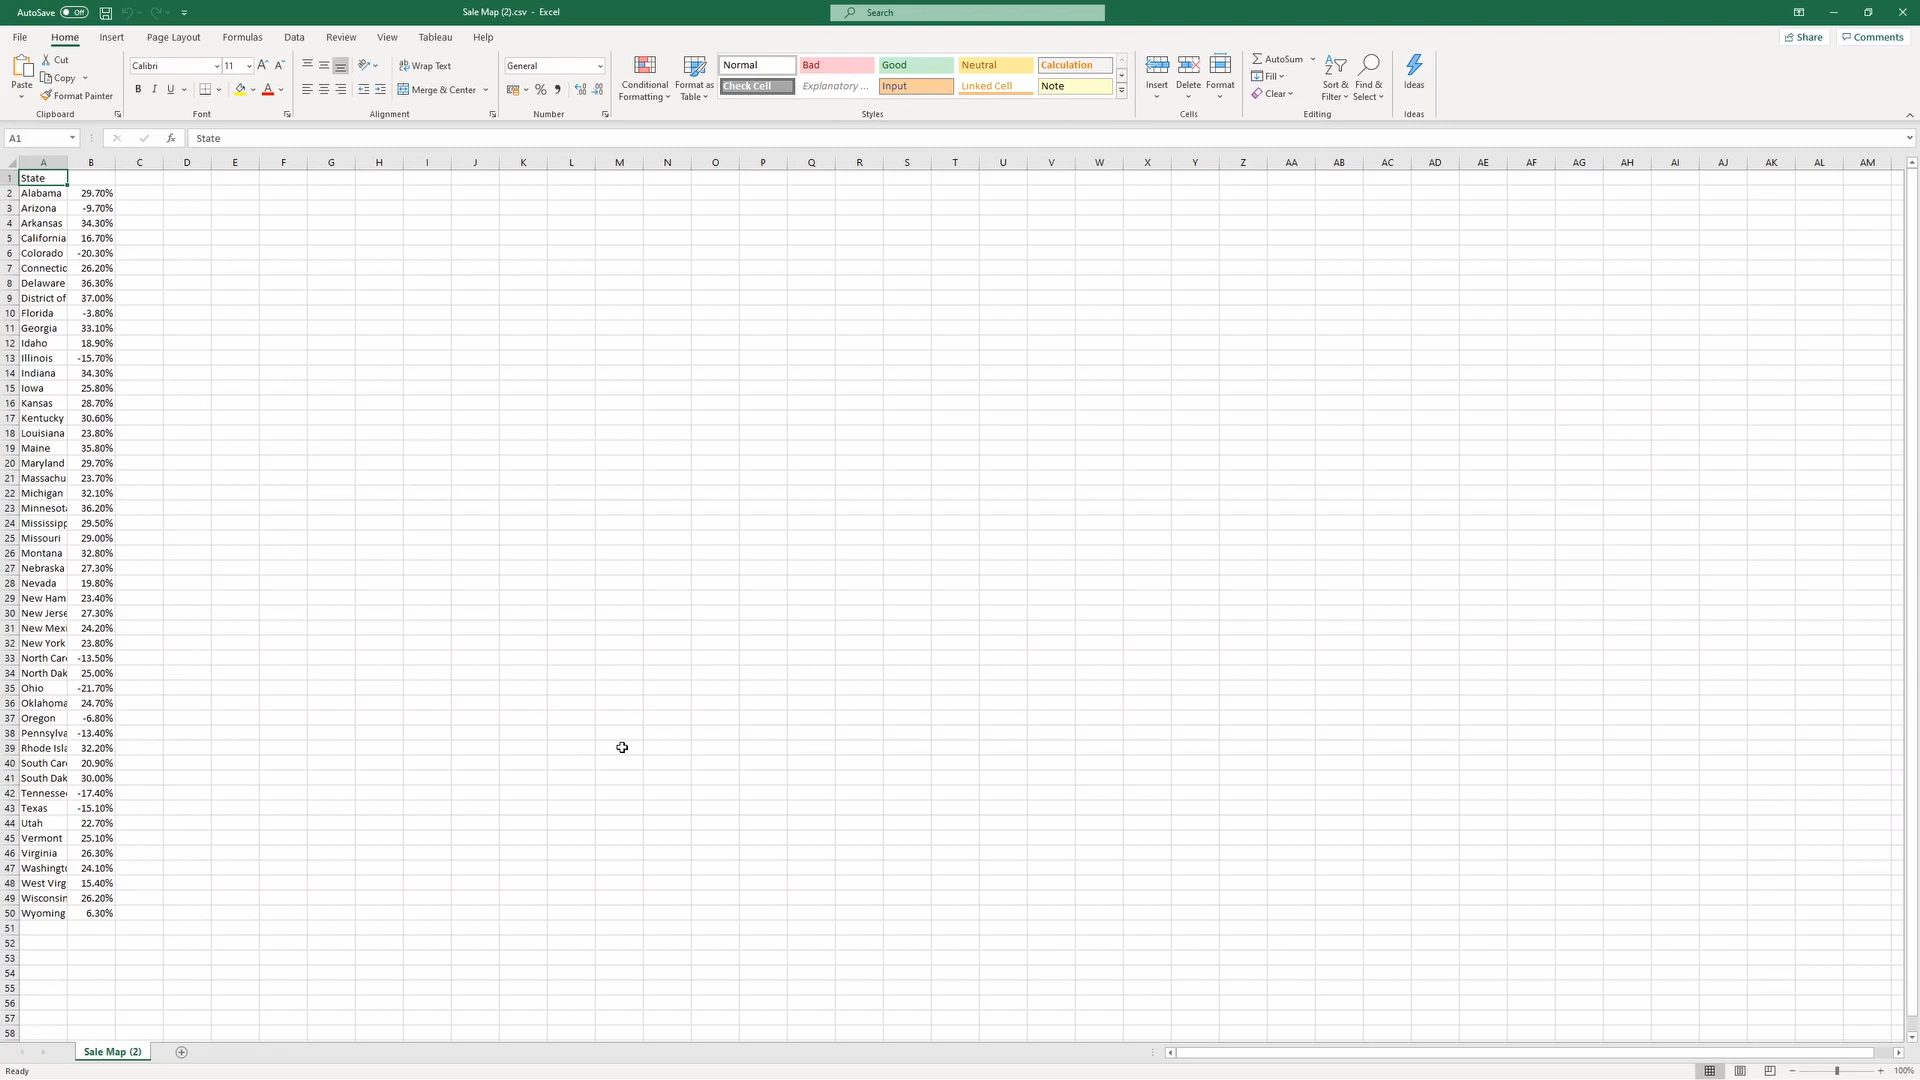 AutoSave Off Sale Map (2).csv - Excel Search
File Home Insert Page Layout Formulas Data Review View Tableau Help Share Comments
Paste Cut Copy Format Painter
Calibri 11
B I U
Wrap Text
Merge & Center
General
Conditional Formatting
Format as Table
Normal Bad Good Neutral Calculation
Check Cell Explanatory ... Input Linked Cell Note
Insert Delete Format
AutoSum
Fill
Clear
Sort & Filter
Find & Select
Ideas
Clipboard Font Alignment Number Styles Cells Editing Ideas
A1 fx State
A B C D E F G H I J K L M N O P Q R S T U V W X Y Z AA AB AC AD AE AF AG AH AI AJ AK AL AM
1 State
2 Alabama 29.70%
3 Arizona -9.70%
4 Arkansas 34.30%
5 California 16.70%
6 Colorado -20.30%
7 Connectic 26.20%
8 Delaware 36.30%
9 District of 37.00%
10 Florida -3.80%
11 Georgia 33.10%
12 Idaho 18.90%
13 Illinois -15.70%
14 Indiana 34.30%
15 Iowa 25.80%
16 Kansas 28.70%
17 Kentucky 30.60%
18 Louisiana 23.80%
19 Maine 35.80%
20 Maryland 29.70%
21 Massachu 23.70%
22 Michigan 32.10%
23 Minnesota 36.20%
24 Mississipp 29.50%
25 Missouri 29.00%
26 Montana 32.80%
27 Nebraska 27.30%
28 Nevada 19.80%
29 New Ham 23.40%
30 New Jerse 27.30%
31 New Mexi 24.20%
32 New York 23.80%
33 North Car -13.50%
34 North Dak 25.00%
35 Ohio -21.70%
36 Oklahoma 24.70%
37 Oregon -6.80%
38 Pennsylva -13.40%
39 Rhode Isla 32.20%
40 South Car 20.90%
41 South Dak 30.00%
42 Tennessee -17.40%
43 Texas -15.10%
44 Utah 22.70%
45 Vermont 25.10%
46 Virginia 26.30%
47 Washingto 24.10%
48 West Virg 15.40%
49 Wisconsin 26.20%
50 Wyoming 6.30%
51
52
53
54
55
56
57
58
Sale Map (2)
Ready 100%